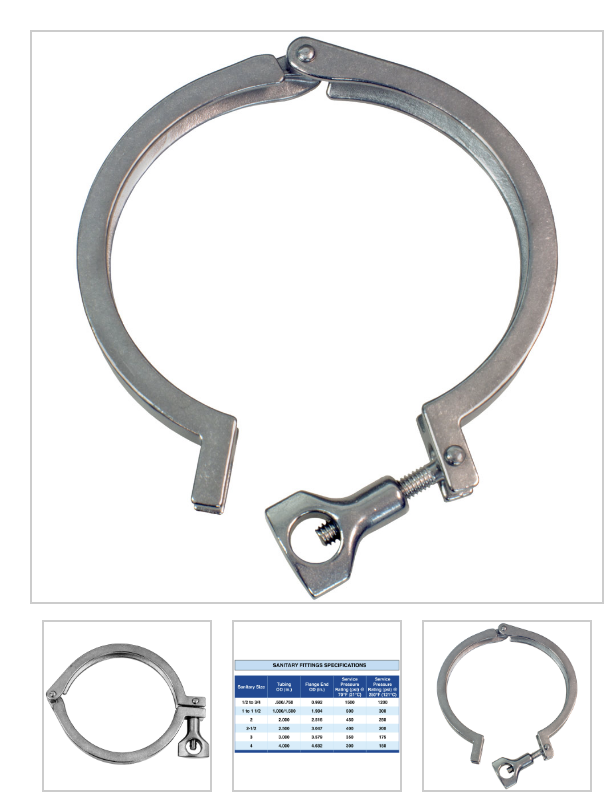 SANITARY FITTINGS SPECIFICATIONS
Sanitary Size Tubing OD (in.) Flange End OD (in.) Service Pressure Rating (psi) @ 70°F (21°C) Service Pressure Rating (psi) @ 250°F (121°C)
1/2 to 3/4 .500/.750 0.992 1500 1200
1 to 1 1/2 1.000/1.500 1.984 500 300
2 2.000 2.516 450 250
2-1/2 2.500 3.047 400 200
3 3.000 3.579 350 175
4 4.000 4.682 300 150